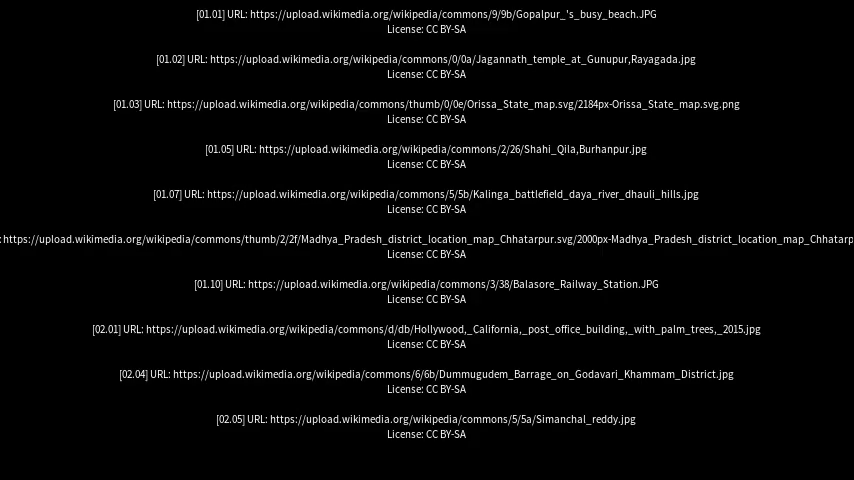 [01.01] URL: https://upload.wikimedia.org/wikipedia/commons/9/9b/Gopalpur_'s_busy_beach.JPG
License: CC BY-SA
[01.02] URL: https://upload.wikimedia.org/wikipedia/commons/0/0a/Jagannath_temple_at_Gunupur,Rayagada.jpg
License: CC BY-SA
[01.03] URL: https://upload.wikimedia.org/wikipedia/commons/thumb/0/0e/Orissa_State_map.svg/2184px-Orissa_State_map.svg.png
License: CC BY-SA
[01.05] URL: https://upload.wikimedia.org/wikipedia/commons/2/26/Shahi_Qila,Burhanpur.jpg
License: CC BY-SA
[01.07] URL: https://upload.wikimedia.org/wikipedia/commons/5/5b/Kalinga_battlefield_daya_river_dhauli_hills.jpg
License: CC BY-SA
: https://upload.wikimedia.org/wikipedia/commons/thumb/2/2f/Madhya_Pradesh_district_location_map_Chhatarpur.svg/2000px-Madhya_Pradesh_district_location_map_Chhatarp
License: CC BY-SA
[01.10] URL: https://upload.wikimedia.org/wikipedia/commons/3/38/Balasore_Railway_Station.JPG
License: CC BY-SA
[02.01] URL: https://upload.wikimedia.org/wikipedia/commons/d/db/Hollywood,_California,_post_office_building,_with_palm_trees,_2015.jpg
License: CC BY-SA
[02.04] URL: https://upload.wikimedia.org/wikipedia/commons/6/6b/Dummugudem_Barrage_on_Godavari_Khammam_District.jpg
License: CC BY-SA
[02.05] URL: https://upload.wikimedia.org/wikipedia/commons/5/5a/Simanchal_reddy.jpg
License: CC BY-SA